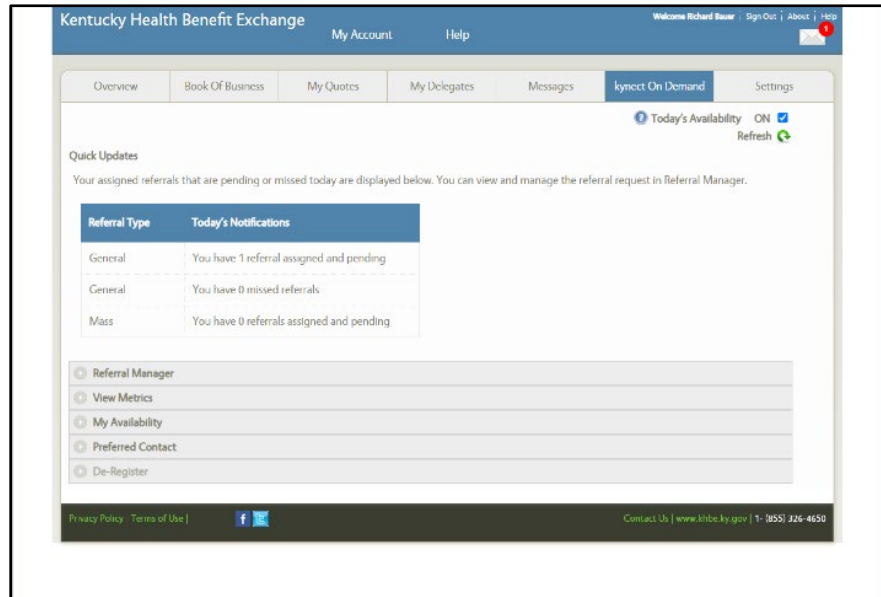 Kentucky Health Benefit Exchange
Welcome Richard Bauer | Sign Out | About | Help
My Account Help
1
Overview Book Of Business My Quotes My Delegates Messages kynect On Demand Settings
Today's Availability ON
Refresh
Quick Updates
Your assigned referrals that are pending or missed today are displayed below. You can view and manage the referral request in Referral Manager.
Referral Type Today's Notifications
General You have 1 referral assigned and pending
General You have 0 missed referrals
Mass You have 0 referrals assigned and pending
Referral Manager
View Metrics
My Availability
Preferred Contact
De-Register
Privacy Policy Terms of Use |
f
Contact Us | www.khbe.ky.gov | 1- (855) 326-4650